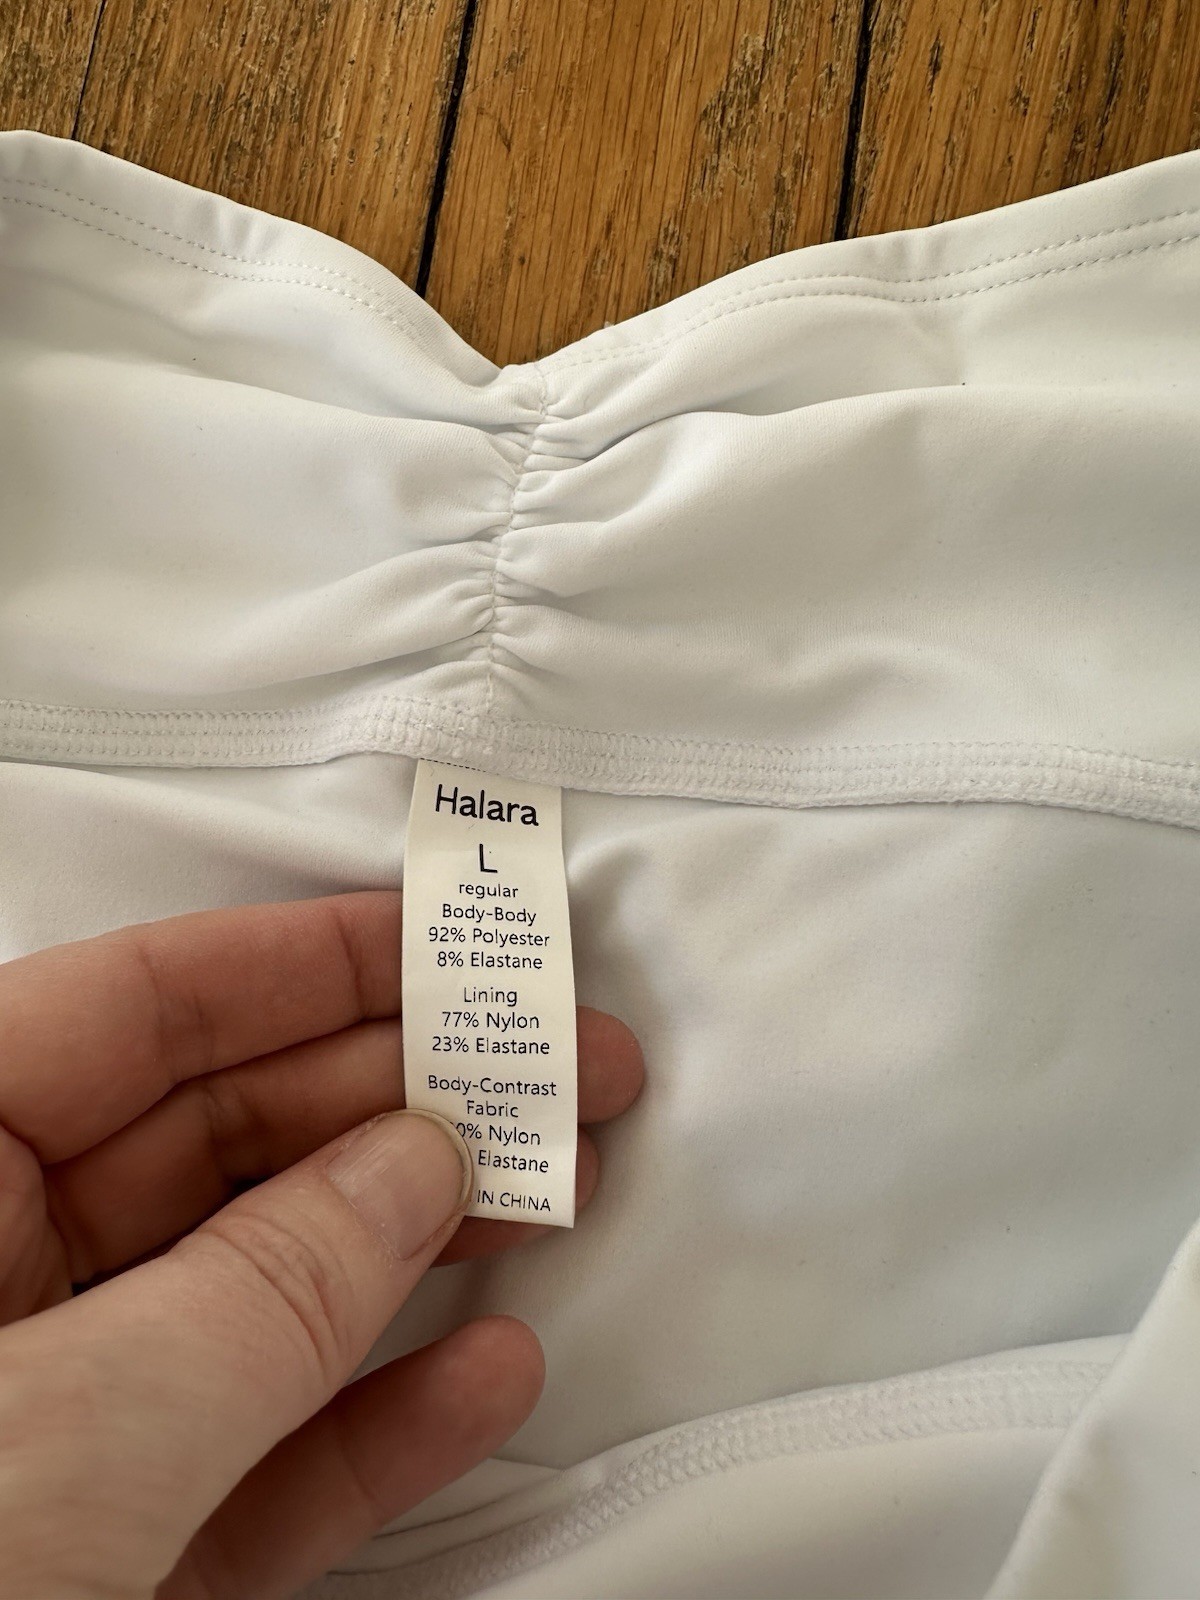 Halara
L
regular
Body-Body
92% Polyester
8% Elastane
Lining
77% Nylon
23% Elastane
Body-Contrast
Fabric
0% Nylon
Elastane
IN CHINA